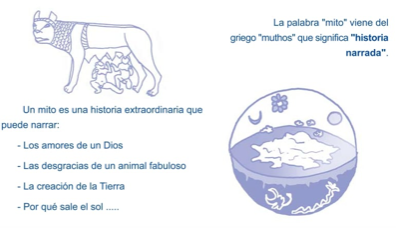 La palabra "mito" viene del
griego "muthos" que significa "historia
narrada".
Un mito es una historia extraordinaria que
puede narrar:
- Los amores de un Dios
- Las desgracias de un animal fabuloso
- La creación de la Tierra
- Por qué sale el sol .....